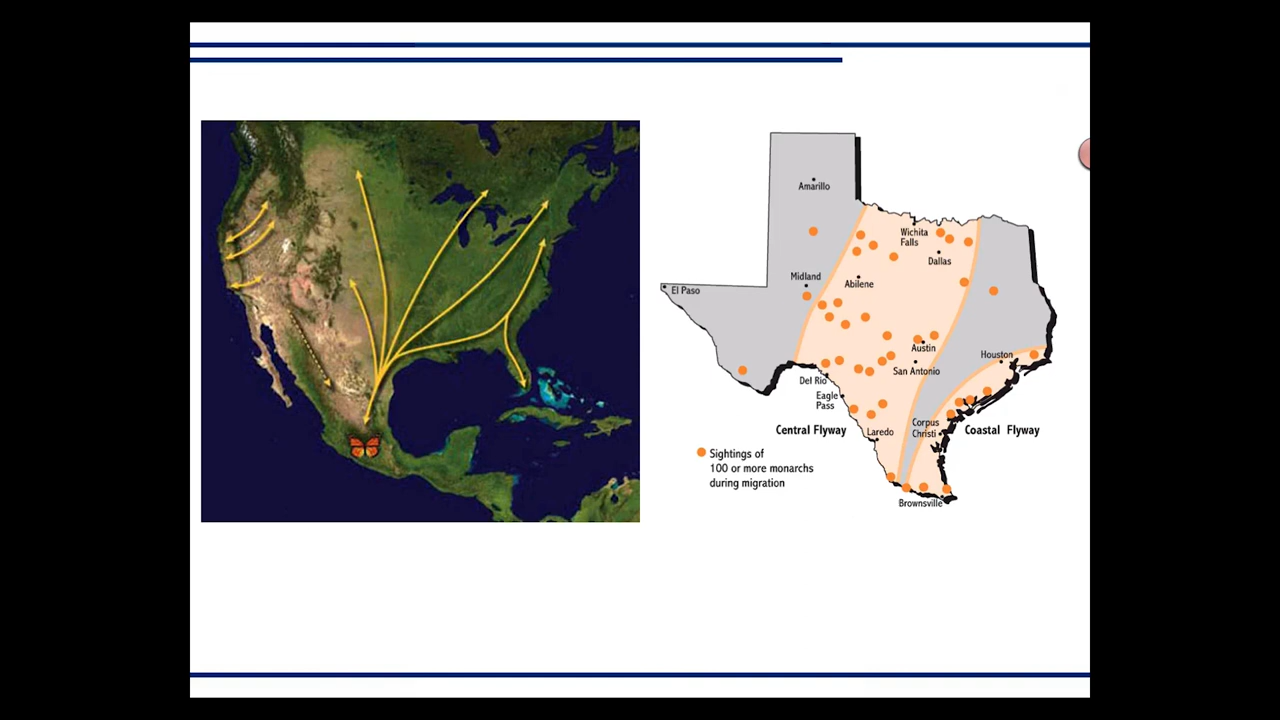 Amarillo
Wichita
Falls
Dallas
Midland
Abilene
El Paso
Austin
Houston
San Antonio
Del Rio
Eagle
Pass
Corpus
Christi
Central Flyway
Laredo
Coastal Flyway
Sightings of
100 or more monarchs
during migration
Brownsville